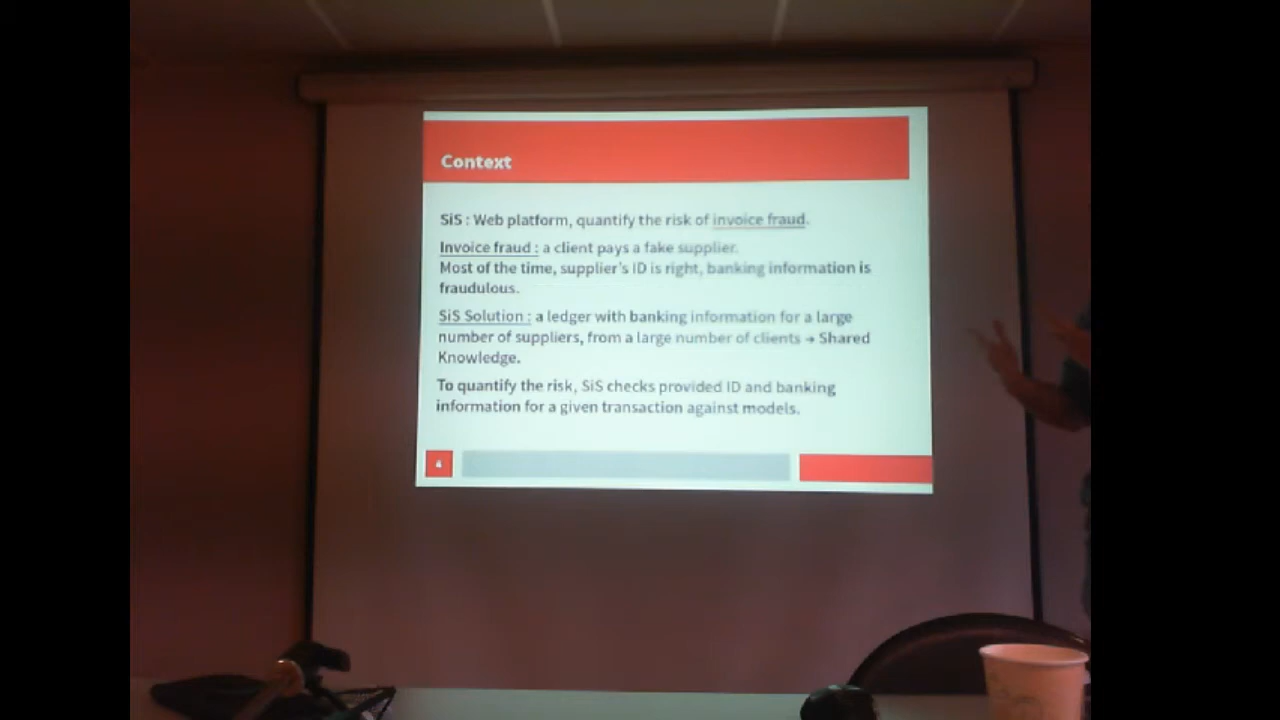 Context
SiS : Web platform, quantify the risk of invoice fraud.
Invoice fraud : a client pays a fake supplier.
Most of the time, supplier's ID is right, banking information is
fraudulous.
SiS Solution : a ledger with banking information for a large
number of suppliers, from a large number of clients → Shared
Knowledge.
To quantify the risk, SiS checks provided ID and banking
information for a given transaction against models.
4